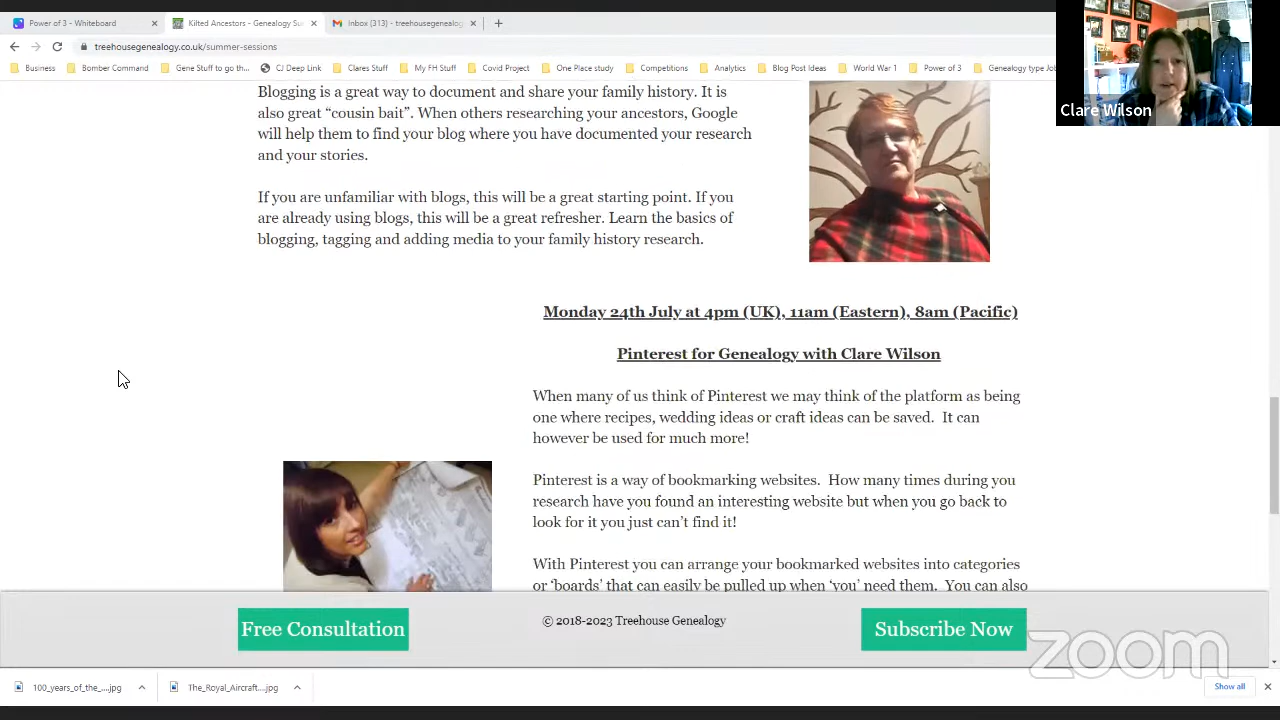 Power of 3 - Whiteboard
Kilted Ancestors - Genealogy Su
Inbox (313) - treehousegenealog
treehousegenealogy.co.uk/summer-sessions
Business
Bomber Command
Gene Stuff to go th...
CJ Deep Link
Clares Stuff
Stuff
Covid Project
One Place study
Competitions
Analytics
Blog Post Ideas
World War 1
Power of 3
Genealogy type Job
Clare Wilson
Blogging is a great way to document and share your family history. It is
also great "cousin bait". When others researching your ancestors, Google
will help them to find your blog where you have documented your research
and your stories.
If you are unfamiliar with blogs, this will be a great starting point. If you
are already using blogs, this will be a great refresher. Learn the basics of
blogging, tagging and adding media to your family history research.
Monday 24th July at 4pm (UK), 11am (Eastern), 8am (Pacific)
Pinterest for Genealogy with Clare Wilson
When many of us think of Pinterest we may think of the platform as being
one where recipes, wedding ideas or craft ideas can be saved.  It can
however be used for much more!
Pinterest is a way of bookmarking websites.  How many times during you
research have you found an interesting website but when you go back to
look for it you just can't find it!
With Pinterest you can arrange your bookmarked websites into categories
or 'boards' that can easily be pulled up when 'you' need them.  You can also
Free Consultation
© 2018-2023 Treehouse Genealogy
Subscribe Now
zoom
100_years_of_the_....jpg
The_Royal_Aircraft....jpg
Show all